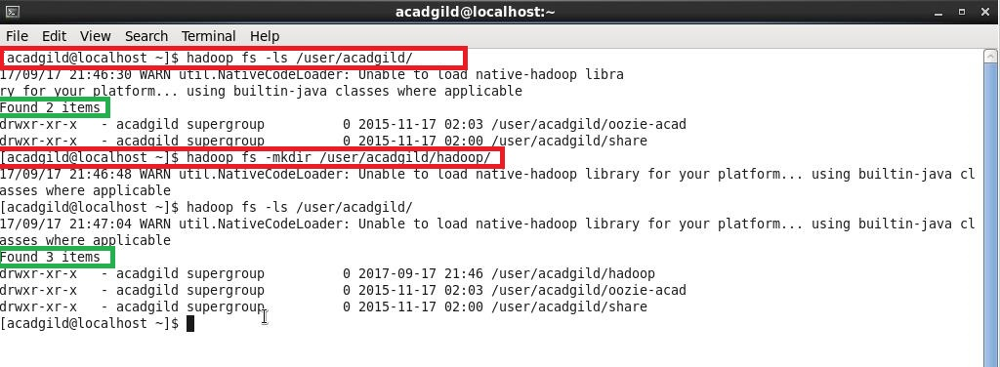 acadgild@localhost:~
File Edit View Search Terminal Help
[acadgild@localhost ~]$ hadoop fs -ls /user/acadgild/
17/09/17 21:46:30 WARN util.NativeCodeLoader: Unable to load native-hadoop libra
ry for your platform... using builtin-java classes where applicable
Found 2 items
drwxr-xr-x   - acadgild supergroup          0 2015-11-17 02:03 /user/acadgild/oozie-acad
drwxr-xr-x   - acadgild supergroup          0 2015-11-17 02:00 /user/acadgild/share
[acadgild@localhost ~]$ hadoop fs -mkdir /user/acadgild/hadoop/
17/09/17 21:46:48 WARN util.NativeCodeLoader: Unable to load native-hadoop library for your platform... using builtin-java cl
asses where applicable
[acadgild@localhost ~]$ hadoop fs -ls /user/acadgild/
17/09/17 21:47:04 WARN util.NativeCodeLoader: Unable to load native-hadoop library for your platform... using builtin-java cl
asses where applicable
Found 3 items
drwxr-xr-x   - acadgild supergroup          0 2017-09-17 21:46 /user/acadgild/hadoop
drwxr-xr-x   - acadgild supergroup          0 2015-11-17 02:03 /user/acadgild/oozie-acad
drwxr-xr-x   - acadgild supergroup          0 2015-11-17 02:00 /user/acadgild/share
[acadgild@localhost ~]$